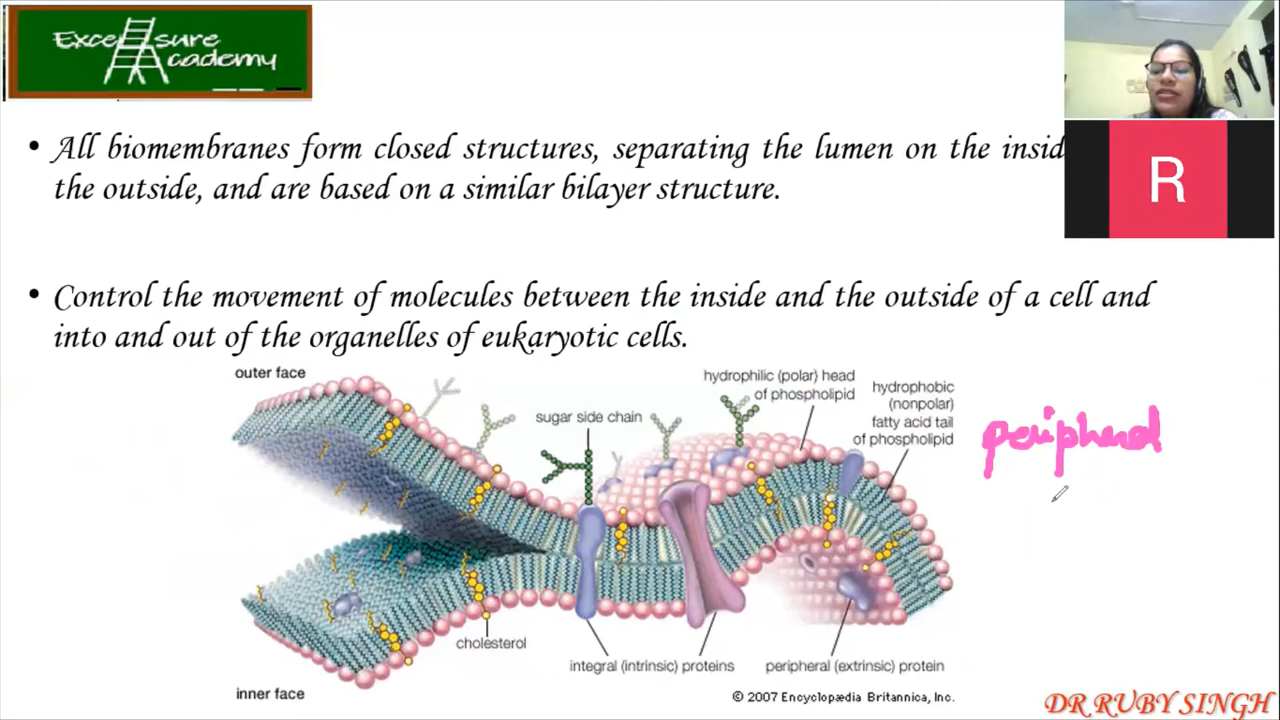 Excel sure
Academy
• All biomembranes form closed structures, separating the lumen on the
the outside, and are based on a similar bilayer structure.
R
• Control the movement of molecules between the inside and the outside of a cell and
into and out of the organelles of eukaryotic cells.
outer face
sugar side chain
hydrophilic (polar) head
of phospholipid
hydrophobic
(nonpolar)
fatty acid tail
of phospholipid
peripheral
cholesterol
integral (intrinsic) proteins
peripheral (extrinsic) protein
inner face
© 2007 Encyclopædia Britannica, Inc.
DR RUBY SINGH